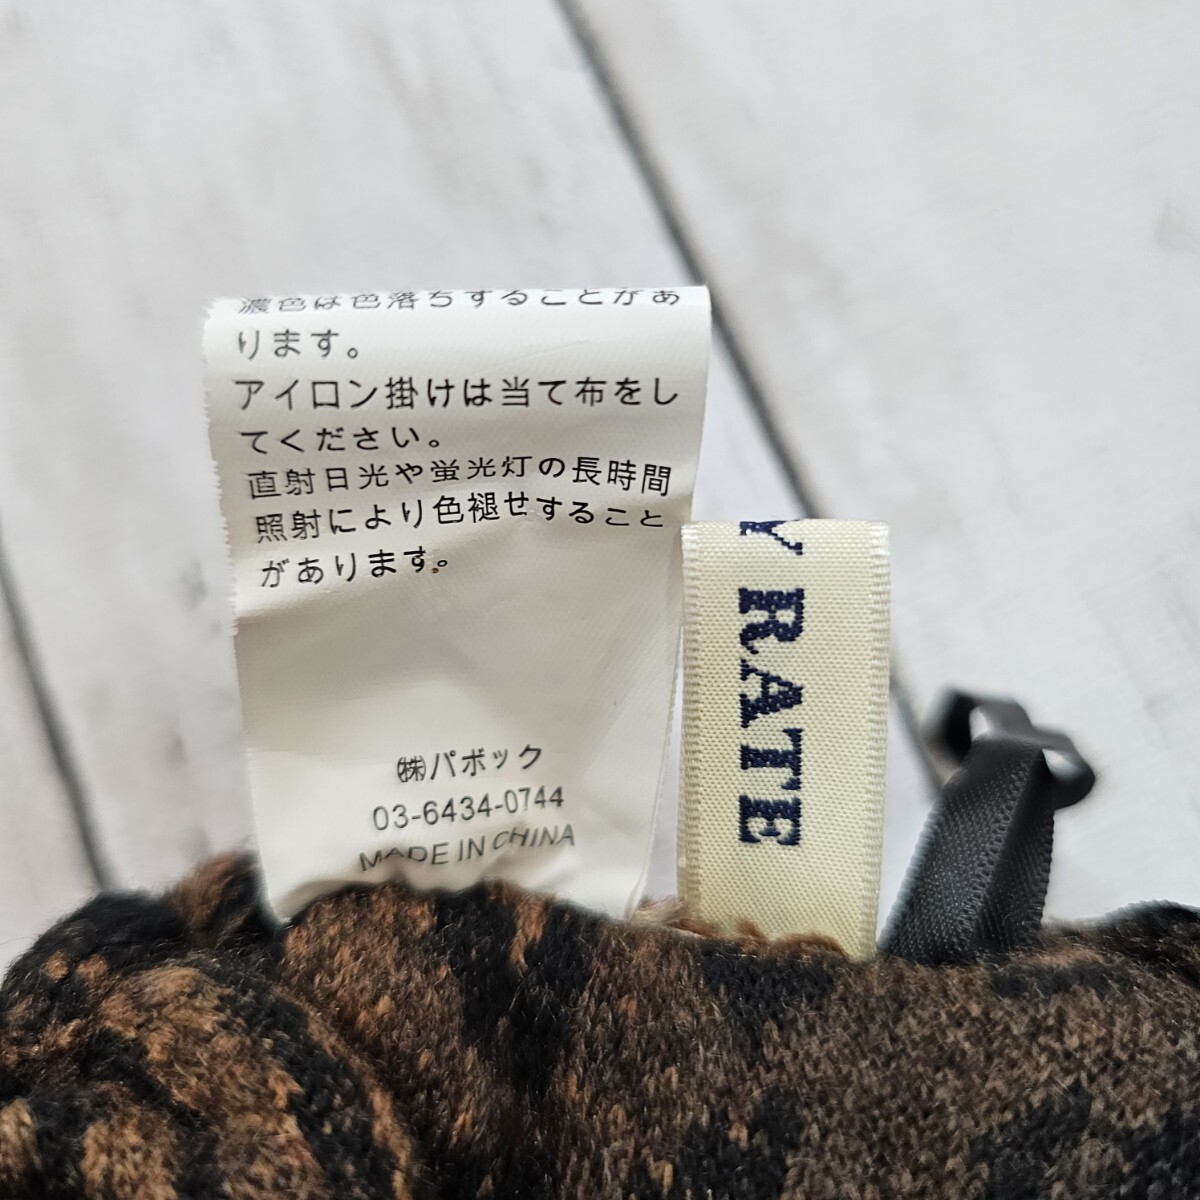 濃色は色落ちすることがあ
ります。
アイロン掛けは当て布をし
てください。
直射日光や蛍光灯の長時間
照射により色褪せすること
があります。
㈱パボック
03-6434-0744
MADE IN CHINA
Y RATE